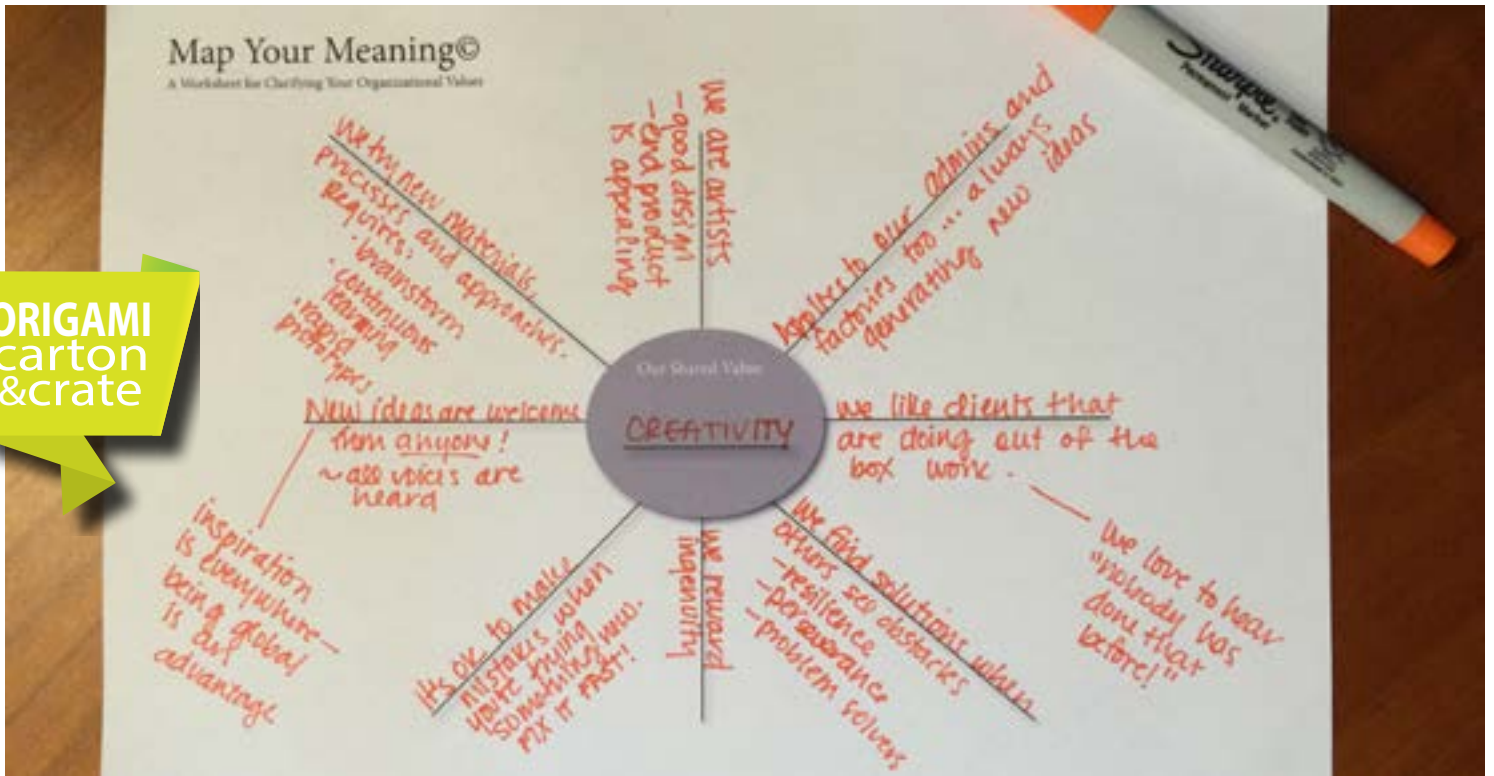 Map Your Meaning©
A Worksheet for Clarifying Your Organizational Values
Sharpie
Permanent Marker
ORIGAMI
carton
&crate
We try new materials,
processes and approaches.
Requires:
· brainstorm
· continuous
learning
· rapid
prototypes
we are artists
- good design
- end product
is appealing
Applies to our admins and
factories too... always
generating new ideas
Our Shared Value
CREATIVITY
New ideas are welcome
from anyone!
~ all voices are
heard
we like clients that
are doing out of the
box work.
inspiration
is everywhere—
being a global
is our
advantage
It's ok to make
mistakes when
you're trying
something new.
FIX IT FAST!
we reward
ingenuity
we find solutions when
others see obstacles
- resilience
- perseverance
- problem solvers
we love to hear
"nobody has
done that
before!"